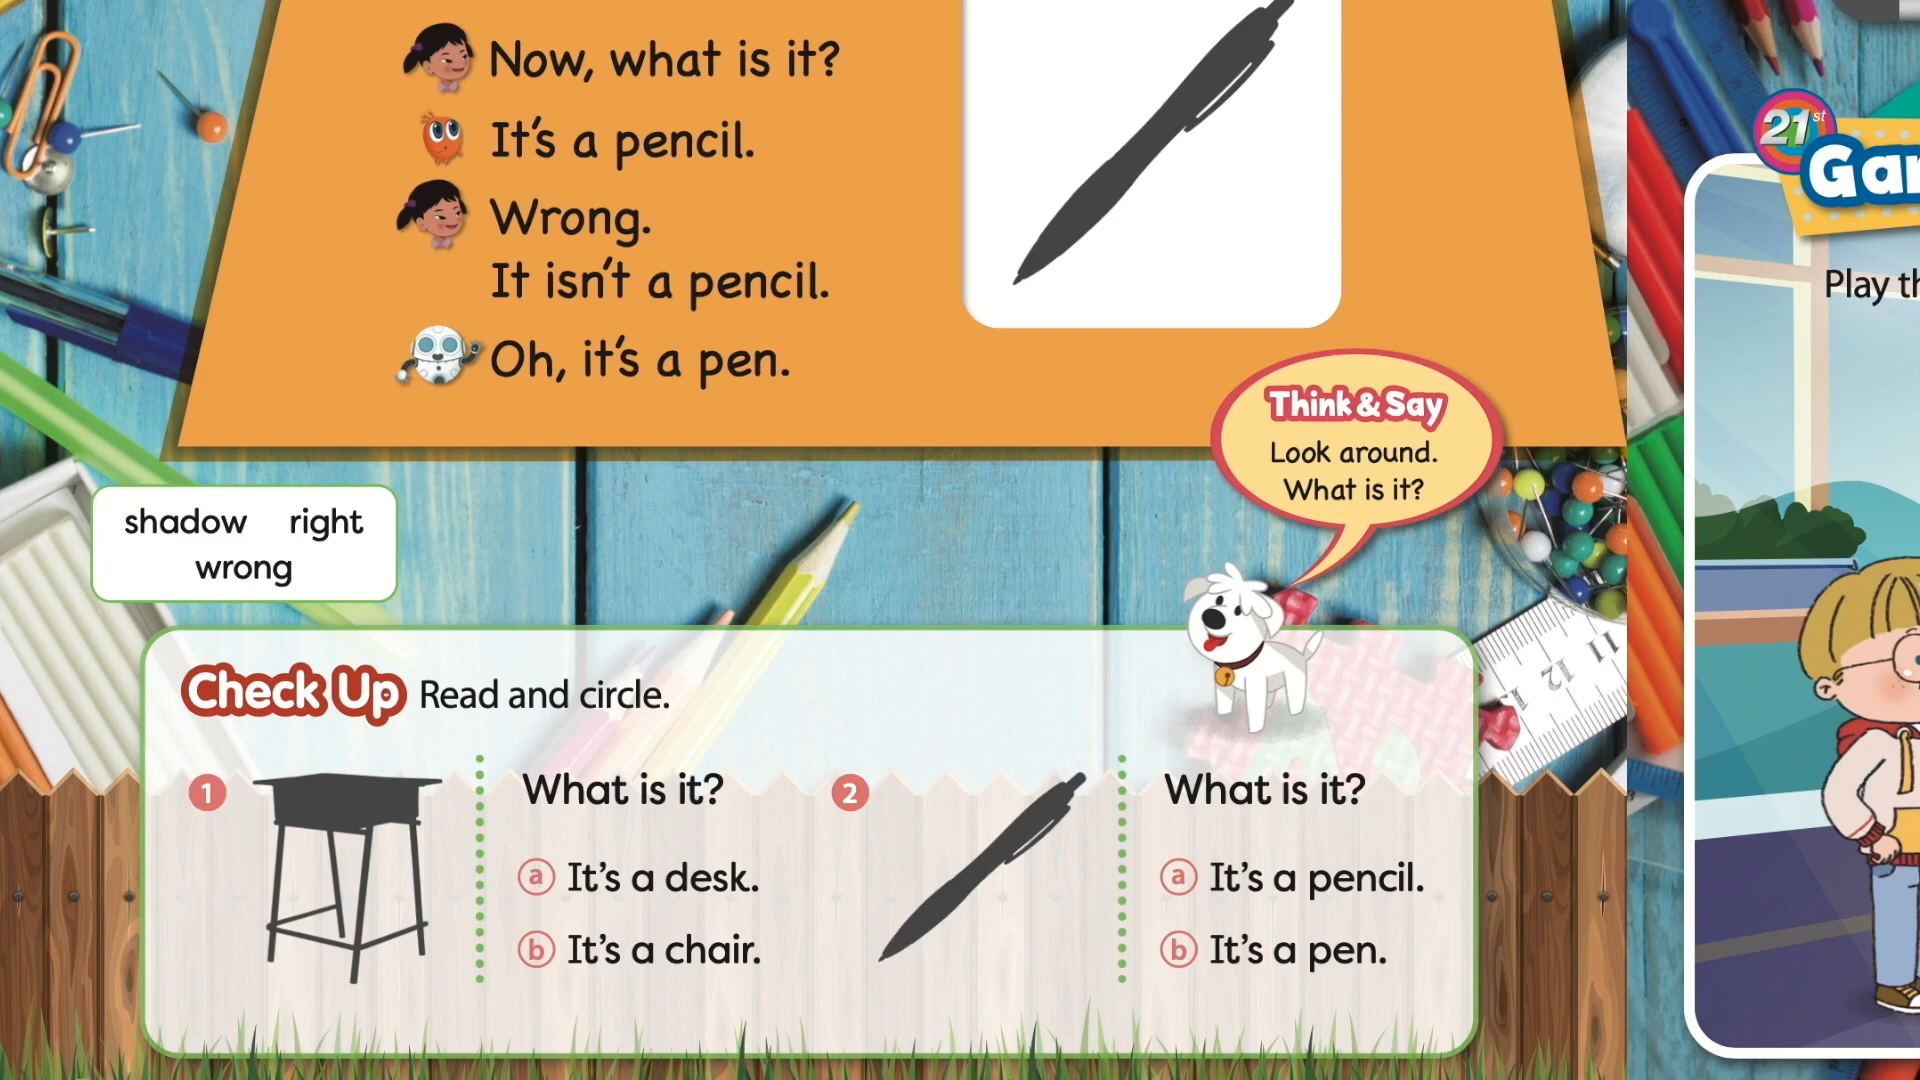 Now, what is it?
It's a pencil.
Wrong.
It isn't a pencil.
Oh, it's a pen.
Think & Say
Look around.
What is it?
shadow right
wrong
Check Up Read and circle.
1 What is it?
a It's a desk.
b It's a chair.
2 What is it?
a It's a pencil.
b It's a pen.
11
12
21st
Play